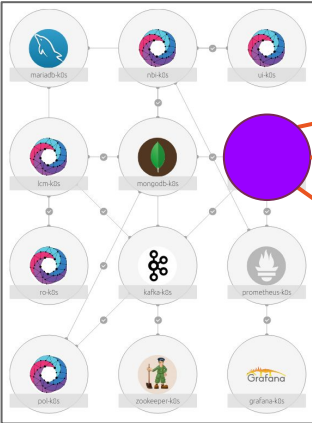 mariadb-k0s
nbi-k0s
ui-k0s
lcm-k0s
mongodb-k0s
ro-k0s
kafka-k0s
prometheus-k0s
pol-k0s
zookeeper-k0s
Grafana
grafana-k0s